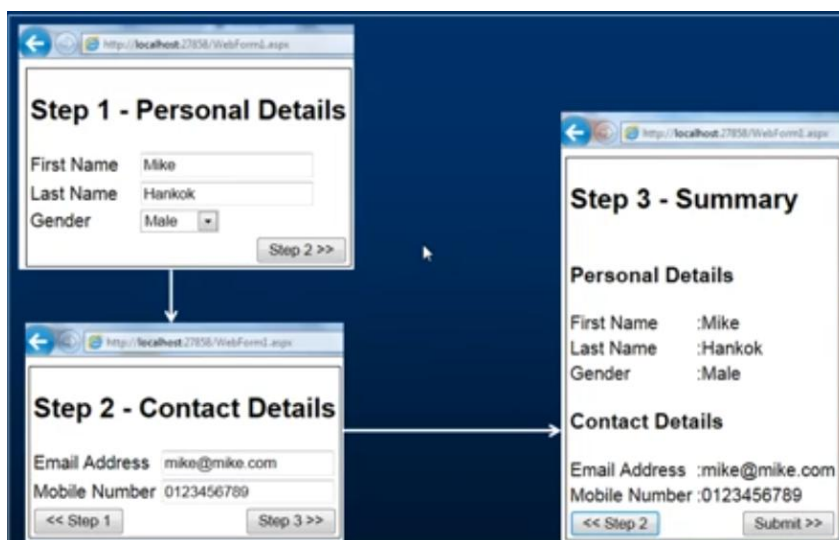 http://localhost:27858/WebForm1.aspx
Step 1 - Personal Details
First Name Mike
Last Name Hankok
Gender Male
Step 2 >>
http://localhost:27858/WebForm1.aspx
Step 2 - Contact Details
Email Address mike@mike.com
Mobile Number 0123456789
<< Step 1 Step 3 >>
http://localhost:27858/WebForm1.aspx
Step 3 - Summary
Personal Details
First Name :Mike
Last Name :Hankok
Gender :Male
Contact Details
Email Address :mike@mike.com
Mobile Number :0123456789
<< Step 2 Submit >>